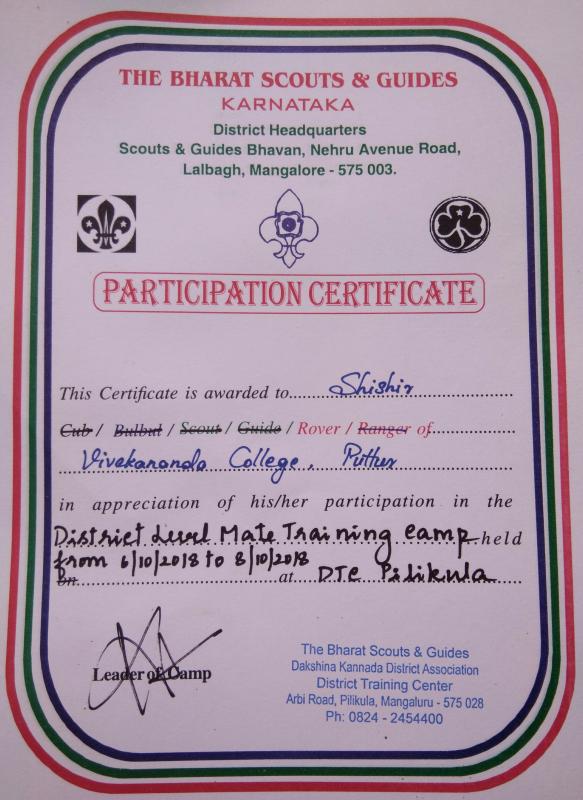 THE BHARAT SCOUTS & GUIDES
KARNATAKA
District Headquarters
Scouts & Guides Bhavan, Nehru Avenue Road,
Lalbagh, Mangalore - 575 003.
PARTICIPATION CERTIFICATE
This Certificate is awarded to....Shishir
Cub / Bulbul / Scout / Guide / Rover / Ranger of
Vivekananda College, Puttur
in appreciation of his/her participation in the
District Level Mate Training Camp held
from 6/10/2018 to 8/10/2018
on at DTC Pilikula
Leader of Camp
The Bharat Scouts & Guides
Dakshina Kannada District Association
District Training Center
Arbi Road, Pilikula, Mangaluru - 575 028
Ph: 0824 - 2454400